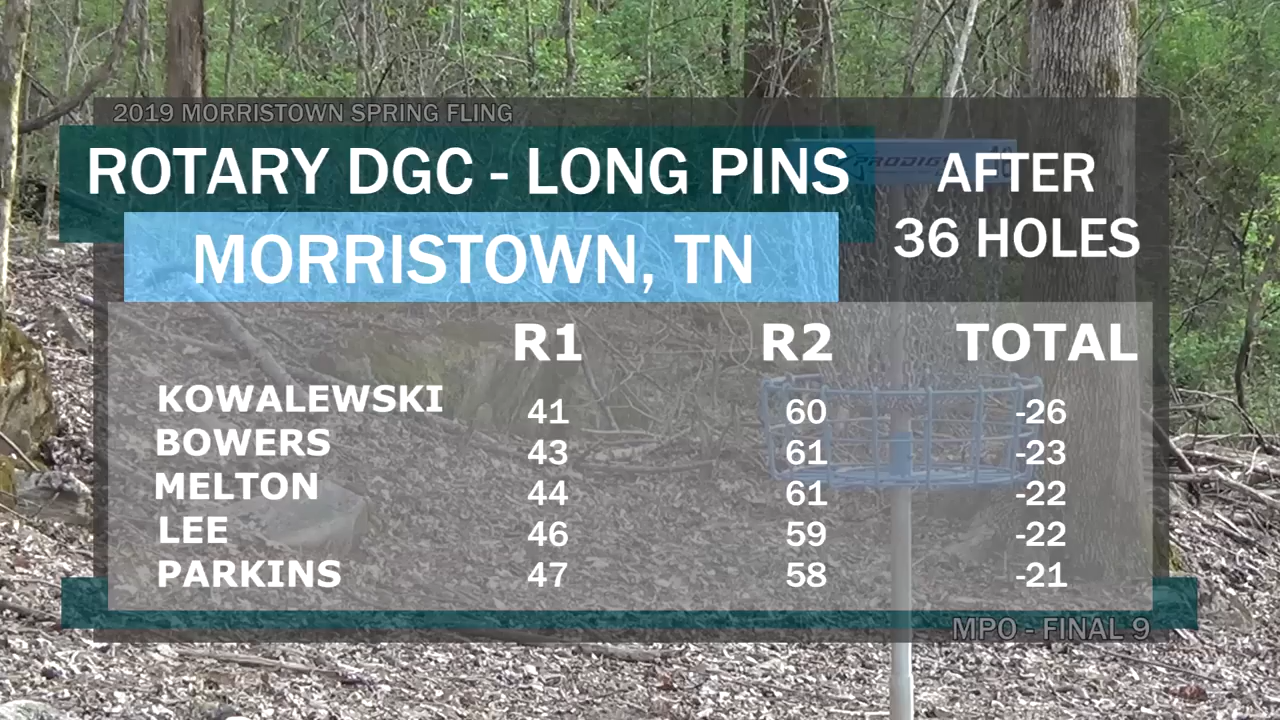 2019 MORRISTOWN SPRING FLING
ROTARY DGC - LONG PINS
MORRISTOWN, TN
AFTER
36 HOLES
PRODIGY
R1 R2 TOTAL
KOWALEWSKI 41 60 -26
BOWERS 43 61 -23
MELTON 44 61 -22
LEE 46 59 -22
PARKINS 47 58 -21
MPO - FINAL 9